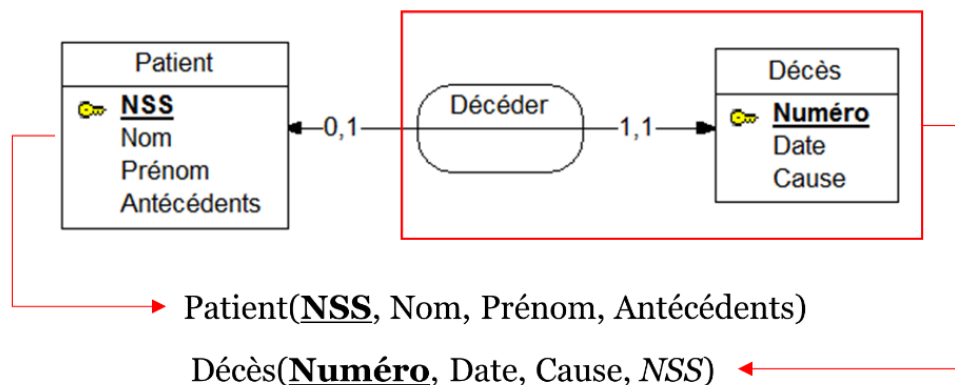 Patient
NSS
Nom
Prénom
Antécédents
0,1
Décéder
1,1
Décès
Numéro
Date
Cause
Patient(NSS, Nom, Prénom, Antécédents)
Décès(Numéro, Date, Cause, NSS)